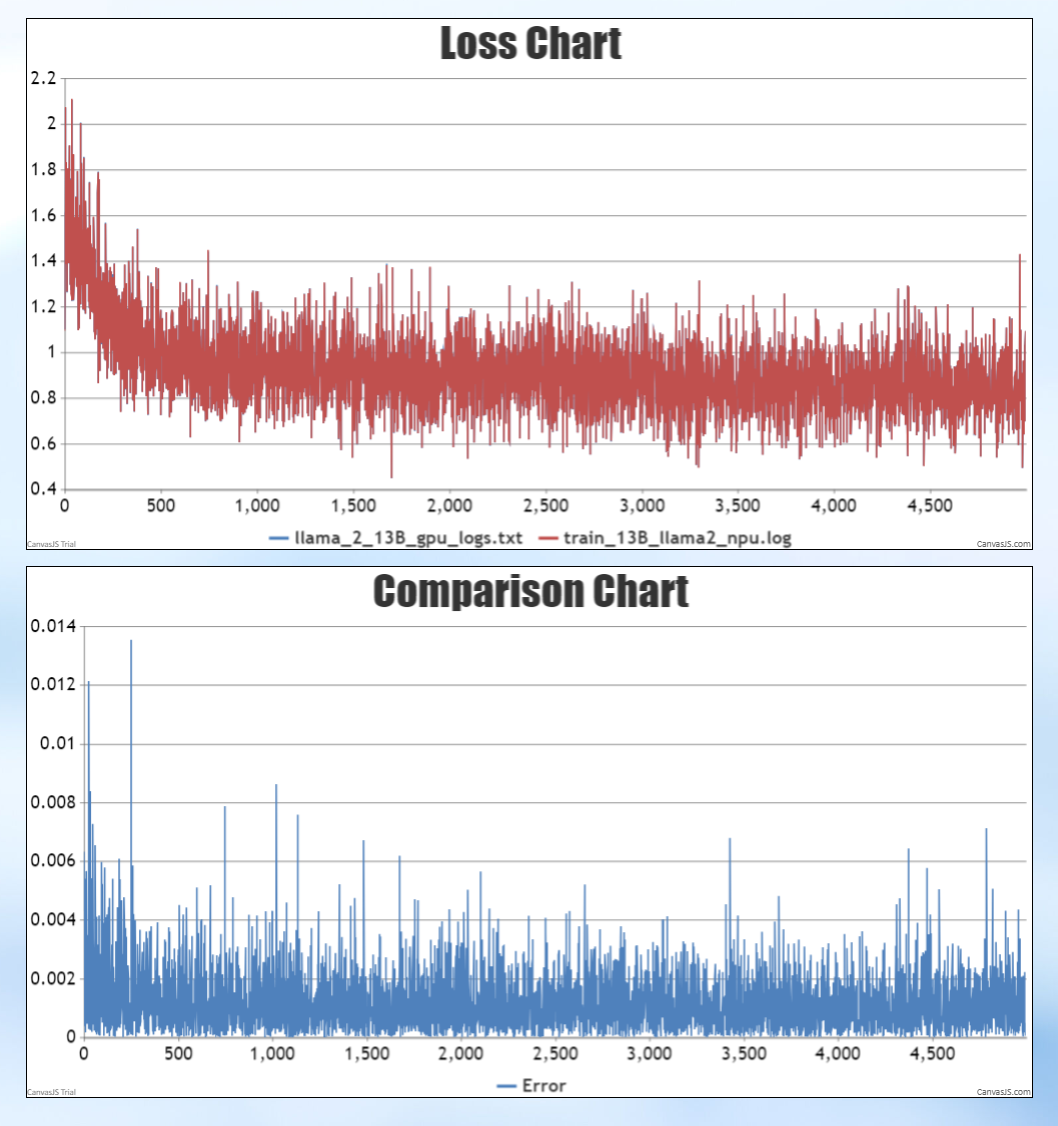 Loss Chart
2.2
2
1.8
1.6
1.4
1.2
1
0.8
0.6
0.4
0 500 1,000 1,500 2,000 2,500 3,000 3,500 4,000 4,500
llama_2_13B_gpu_logs.txt train_13B_llama2_npu.log
CanvasJS Trial CanvasJS.com
Comparison Chart
0.014
0.012
0.01
0.008
0.006
0.004
0.002
0
0 500 1,000 1,500 2,000 2,500 3,000 3,500 4,000 4,500
Error
CanvasJS Trial CanvasJS.com